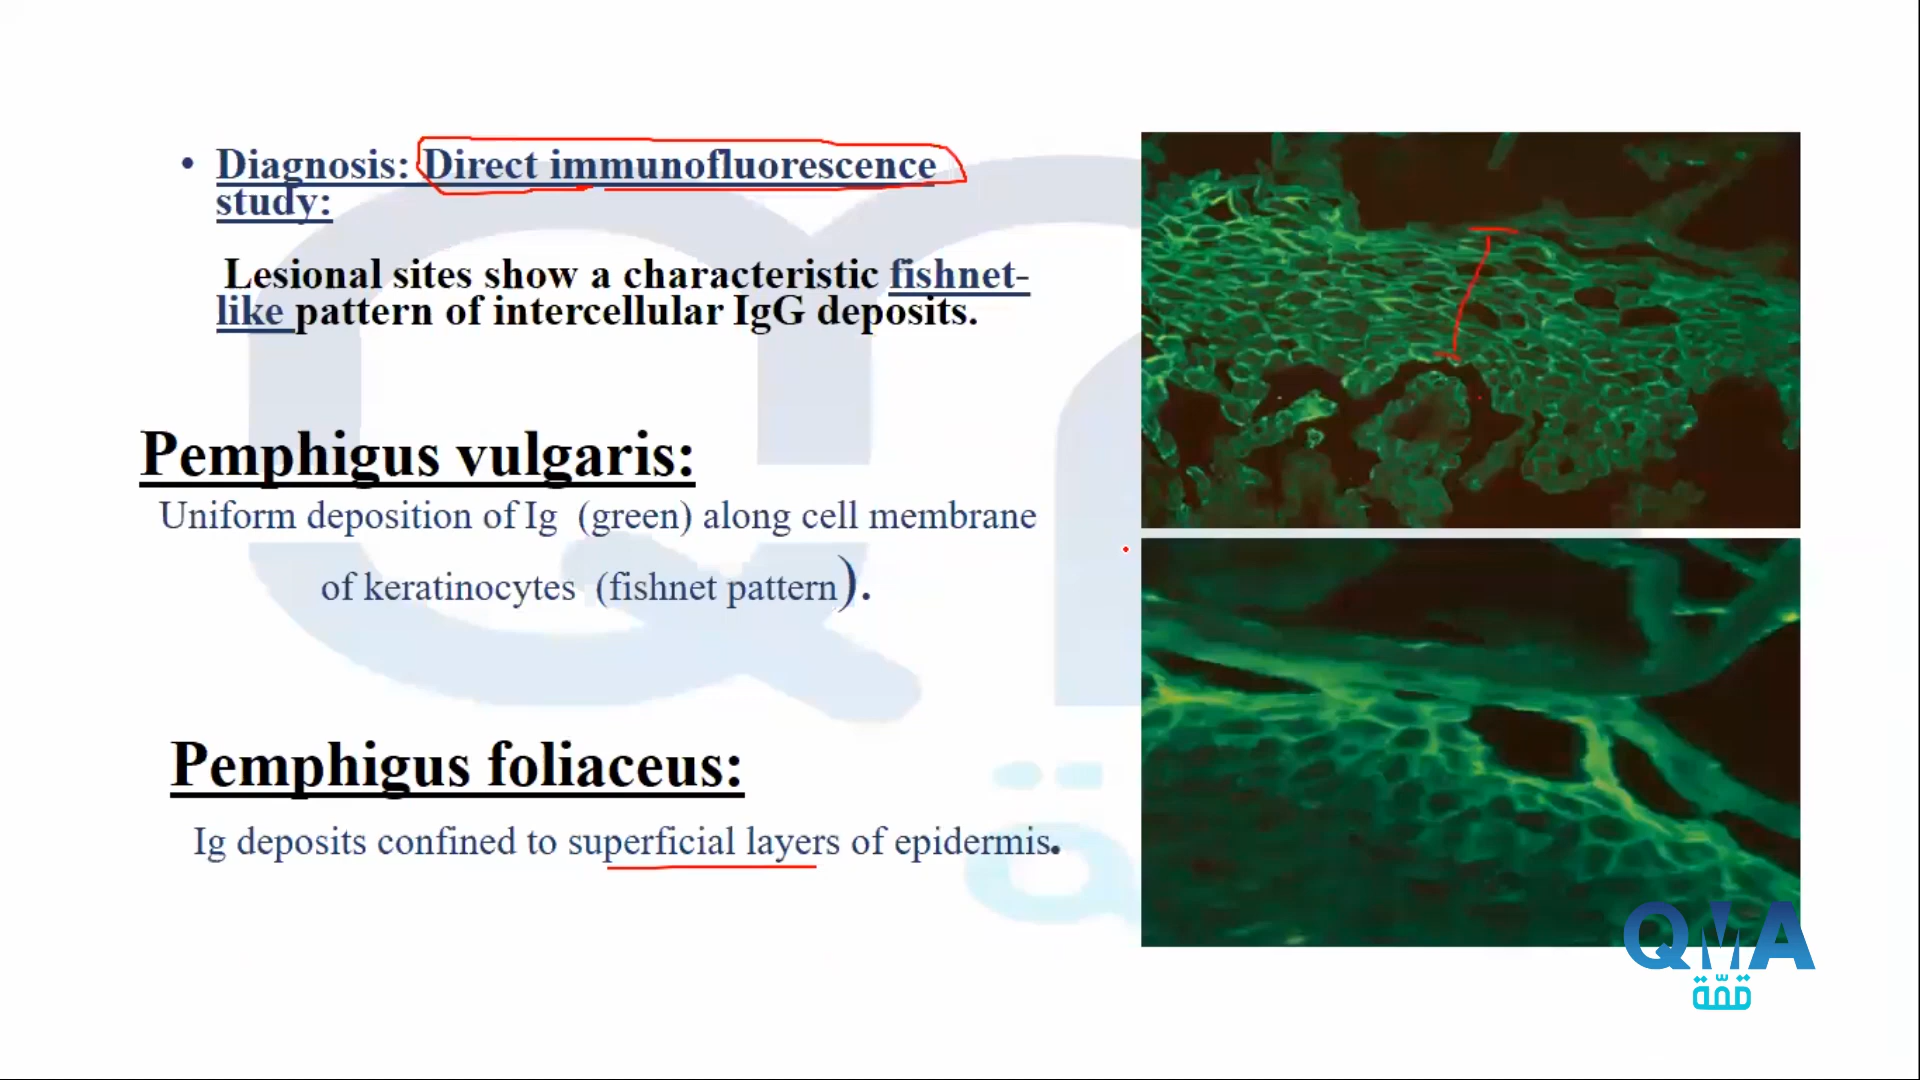 • Diagnosis: Direct immunofluorescence
study:
Lesional sites show a characteristic fishnet-
like pattern of intercellular IgG deposits.
Pemphigus vulgaris:
Uniform deposition of Ig (green) along cell membrane
of keratinocytes (fishnet pattern).
Pemphigus foliaceus:
Ig deposits confined to superficial layers of epidermis.
QMA
قمّة